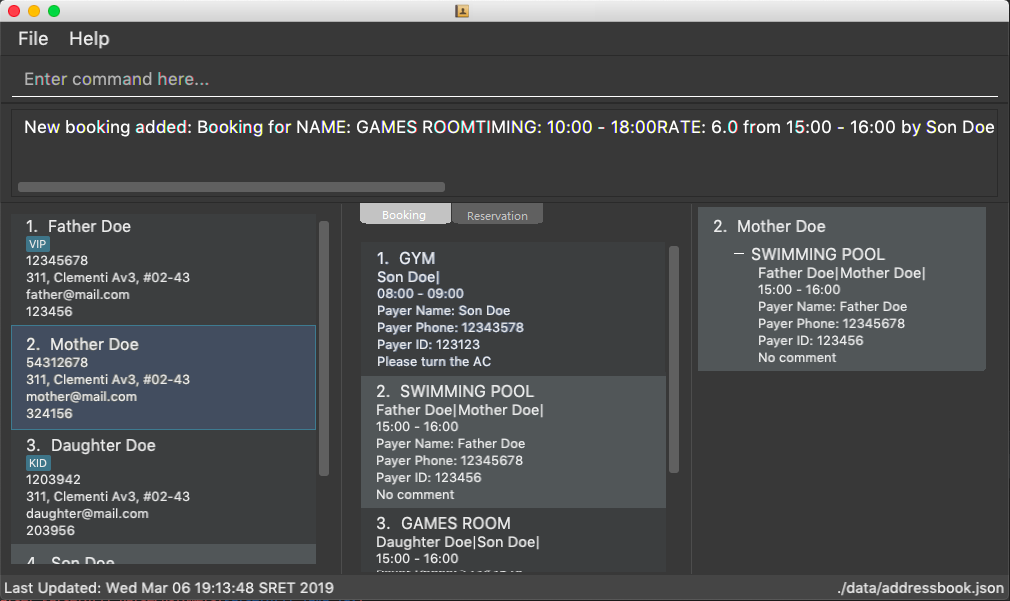 File Help
Enter command here...
New booking added: Booking for NAME: GAMES ROOMTIMING: 10:00 - 18:00RATE: 6.0 from 15:00 - 16:00 by Son Doe
1. Father Doe
VIP
12345678
311, Clementi Av3, #02-43
father@mail.com
123456
2. Mother Doe
54312678
311, Clementi Av3, #02-43
mother@mail.com
324156
3. Daughter Doe
KID
1203942
311, Clementi Av3, #02-43
daughter@mail.com
203956
4. Son Doe
Booking Reservation
1. GYM
Son Doe|
08:00 - 09:00
Payer Name: Son Doe
Payer Phone: 12343578
Payer ID: 123123
Please turn the AC
2. SWIMMING POOL
Father Doe|Mother Doe|
15:00 - 16:00
Payer Name: Father Doe
Payer Phone: 12345678
Payer ID: 123456
No comment
3. GAMES ROOM
Daughter Doe|Son Doe|
15:00 - 16:00
2. Mother Doe
– SWIMMING POOL
Father Doe|Mother Doe|
15:00 - 16:00
Payer Name: Father Doe
Payer Phone: 12345678
Payer ID: 123456
No comment
Last Updated: Wed Mar 06 19:13:48 SRET 2019
./data/addressbook.json